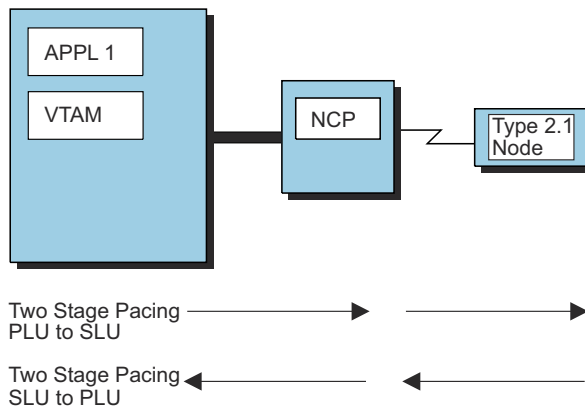 APPL 1
VTAM
NCP
Type 2.1
Node
Two Stage Pacing
PLU to SLU
Two Stage Pacing
SLU to PLU